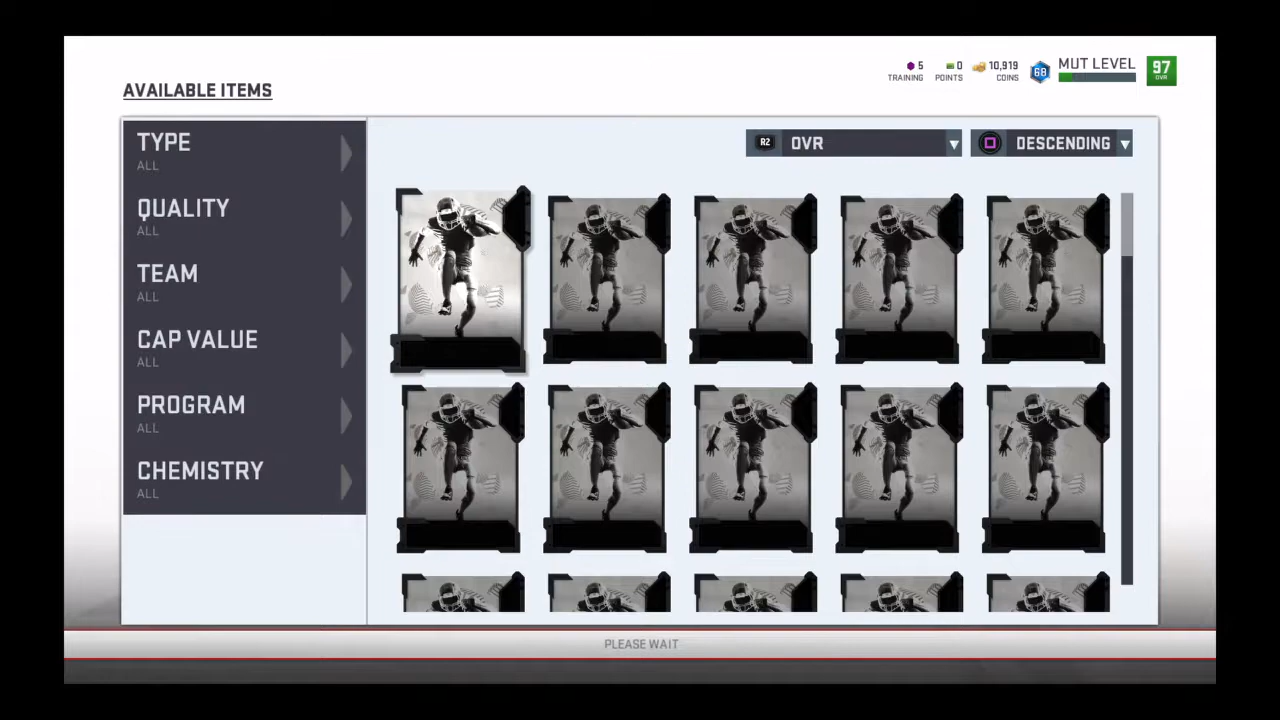 5 TRAINING
0 POINTS
10,919 COINS
68
MUT LEVEL
97 OVR
AVAILABLE ITEMS
TYPE
ALL
QUALITY
ALL
TEAM
ALL
CAP VALUE
ALL
PROGRAM
ALL
CHEMISTRY
ALL
R2 OVR
DESCENDING
PLEASE WAIT